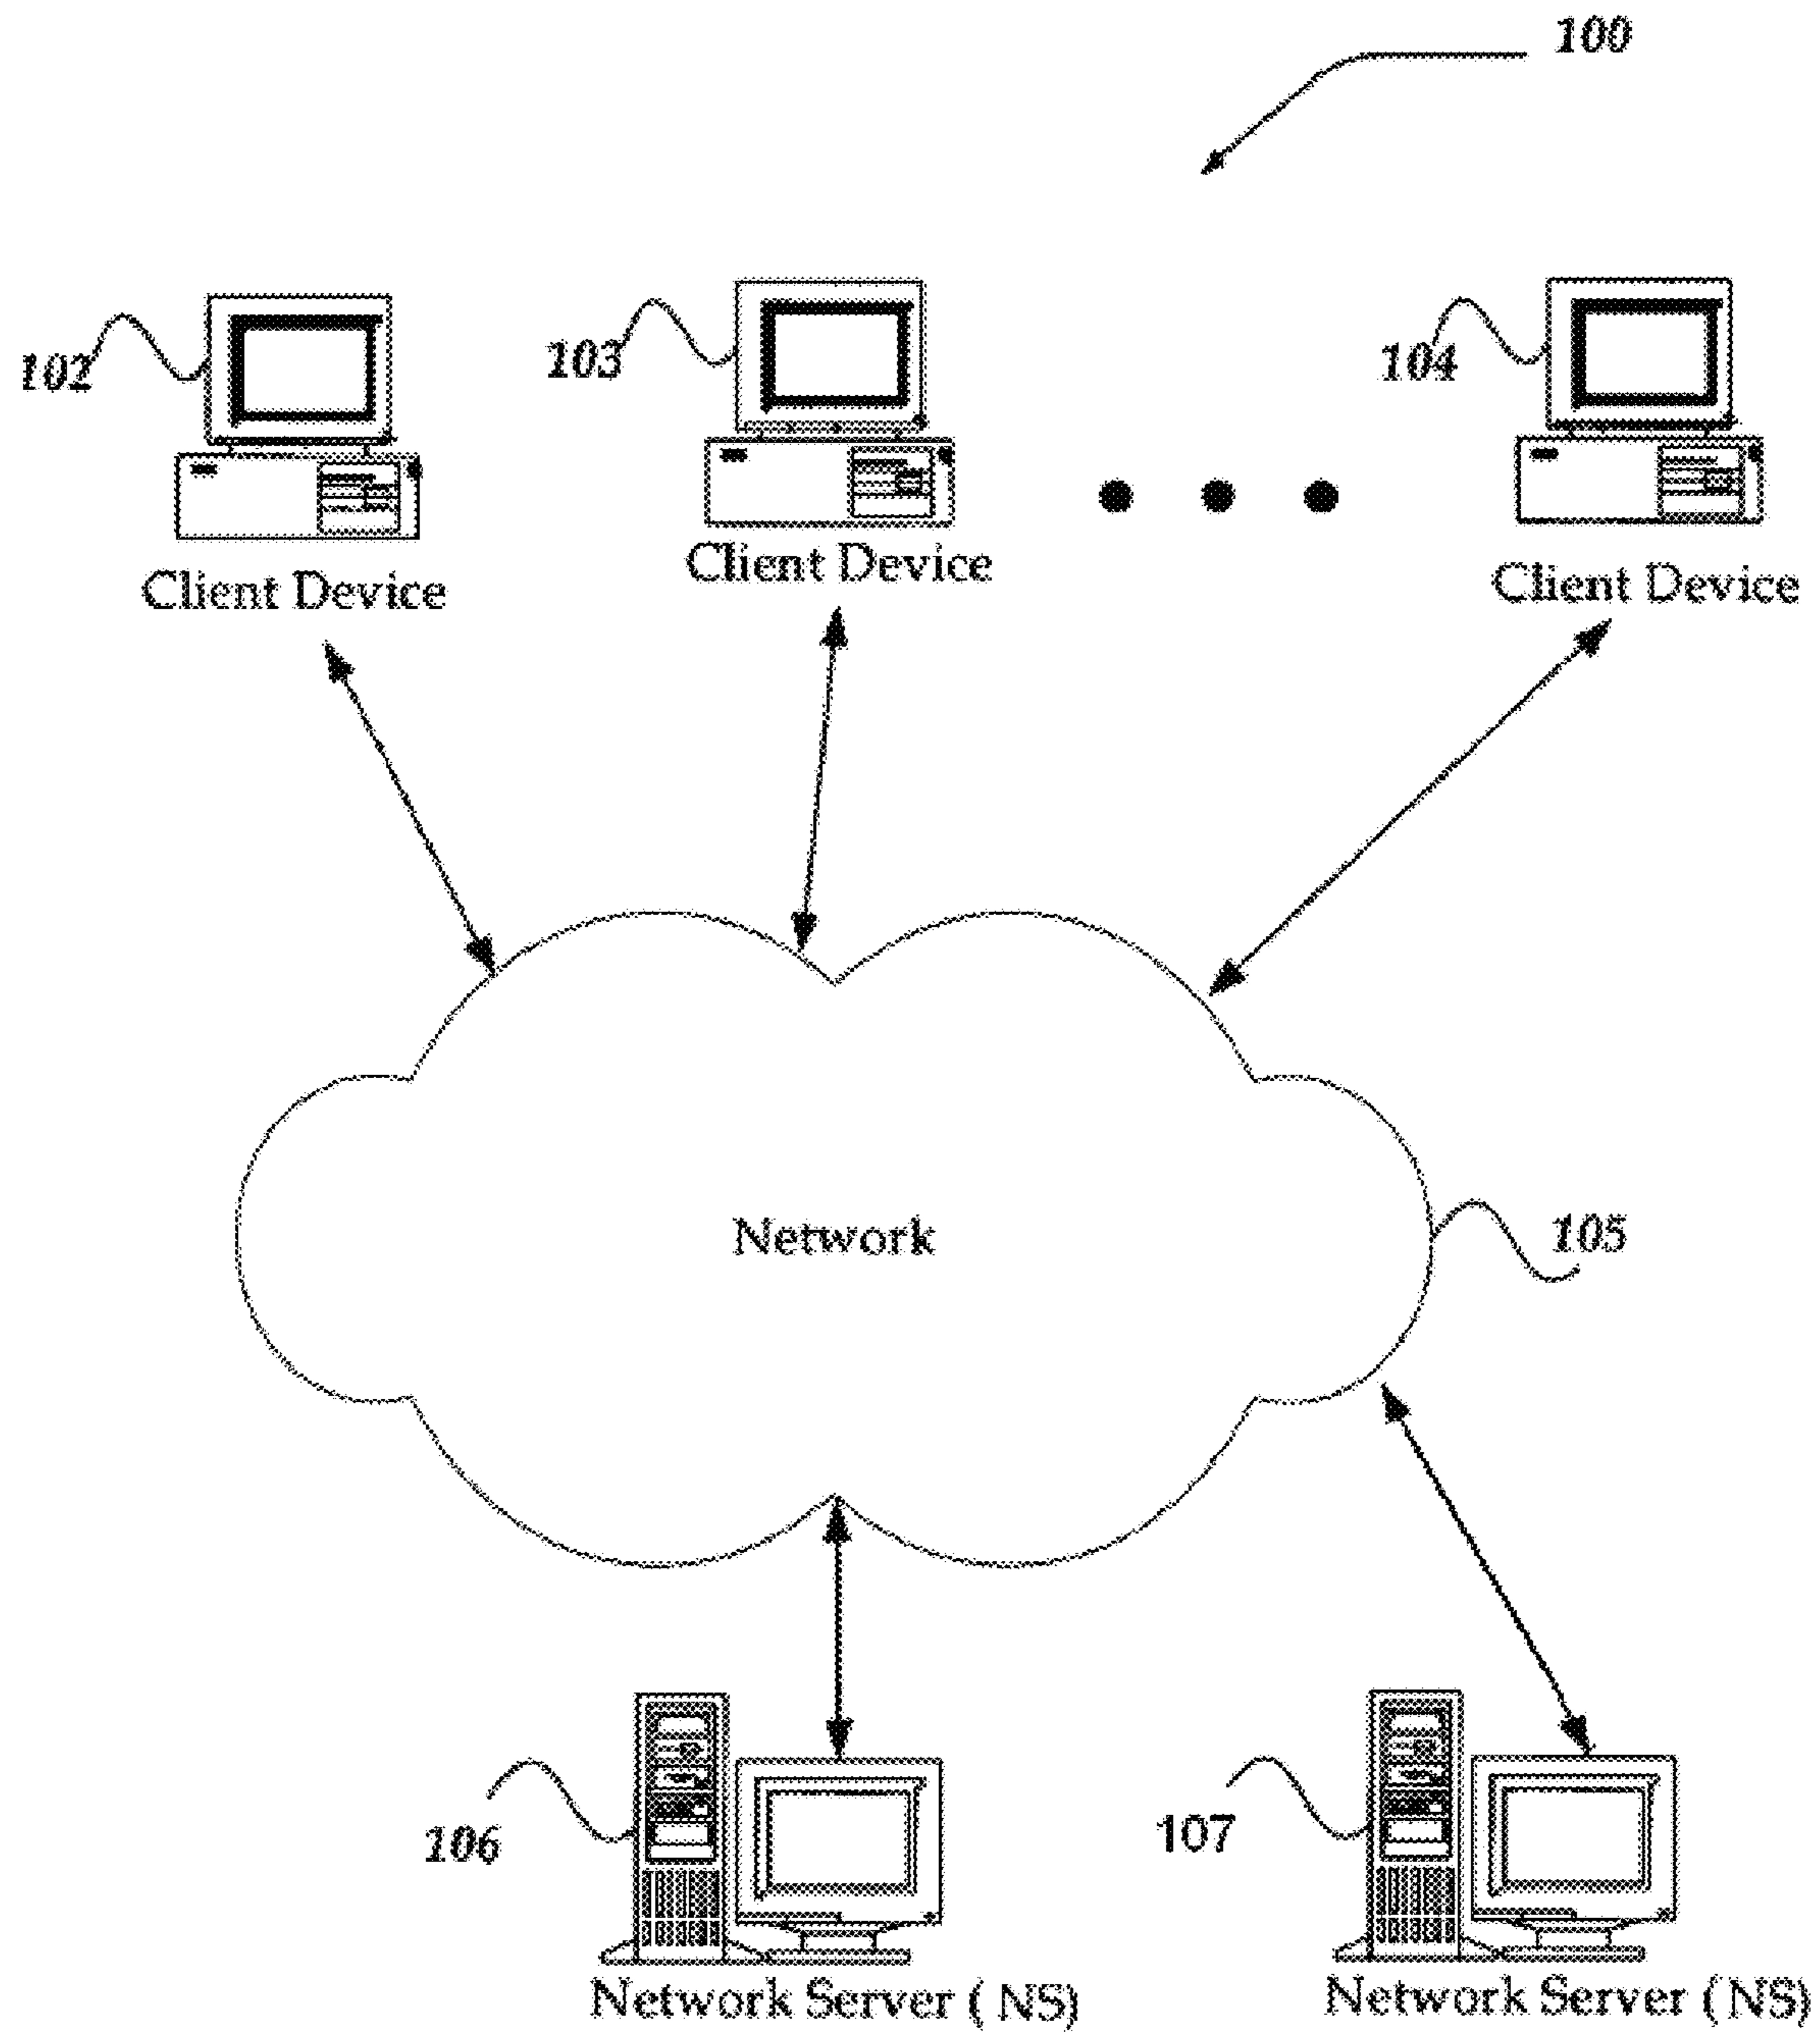 100
102
103
104
Client Device
Client Device
Client Device
Network
105
106
107
Network Server ( NS)
Network Server ( NS)